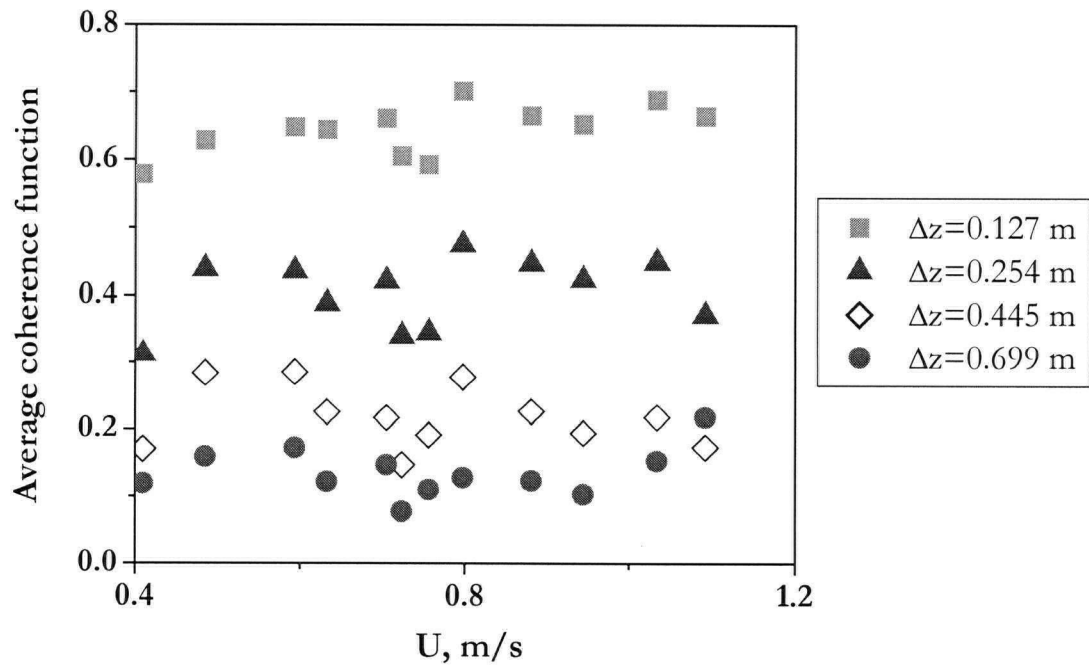 Average coherence function
0.8
0.6
0.4
0.2
0.0
0.4
0.8
1.2
U, m/s
Δz=0.127 m
Δz=0.254 m
Δz=0.445 m
Δz=0.699 m